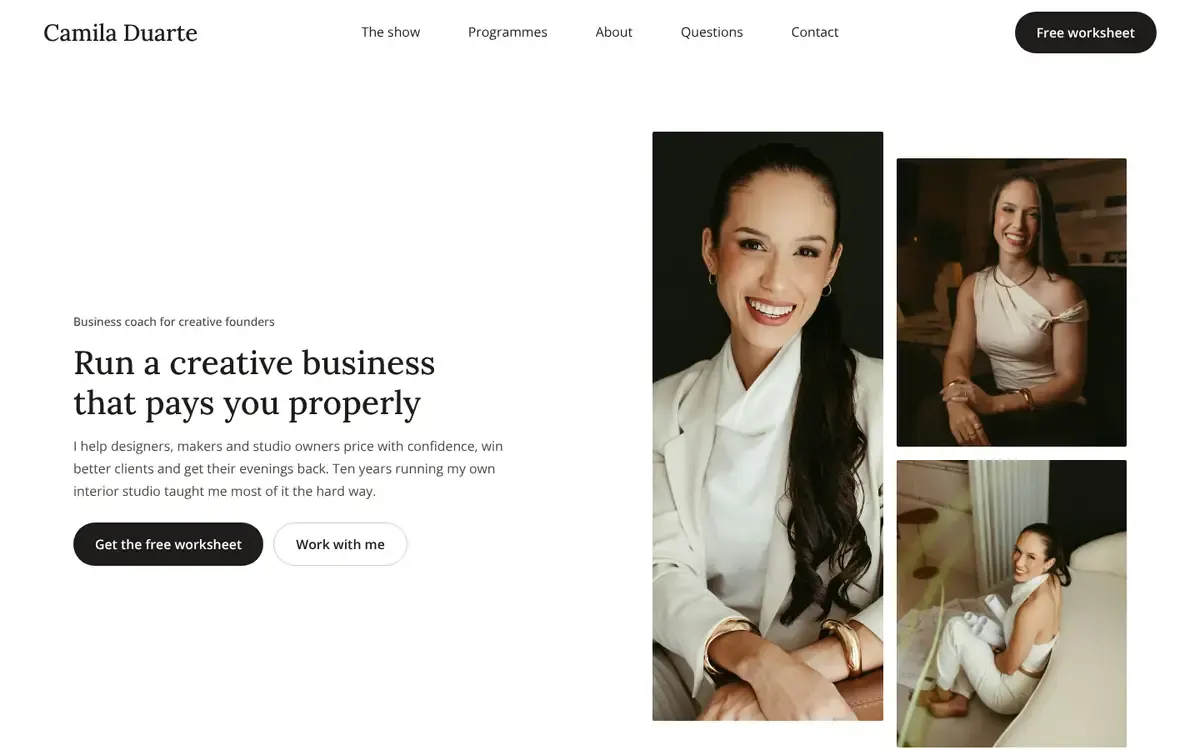 Camila Duarte
The show
Programmes
About
Questions
Contact
Free worksheet
Business coach for creative founders
Run a creative business
that pays you properly
I help designers, makers and studio owners price with confidence, win
better clients and get their evenings back. Ten years running my own
interior studio taught me most of it the hard way.
Get the free worksheet
Work with me